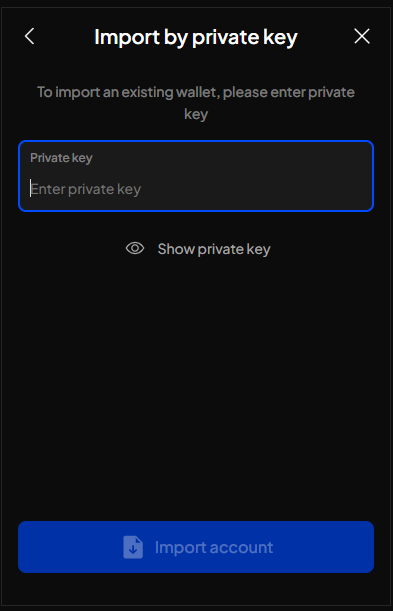 Import by private key
To import an existing wallet, please enter private
key
Private key
Enter private key
Show private key
Import account